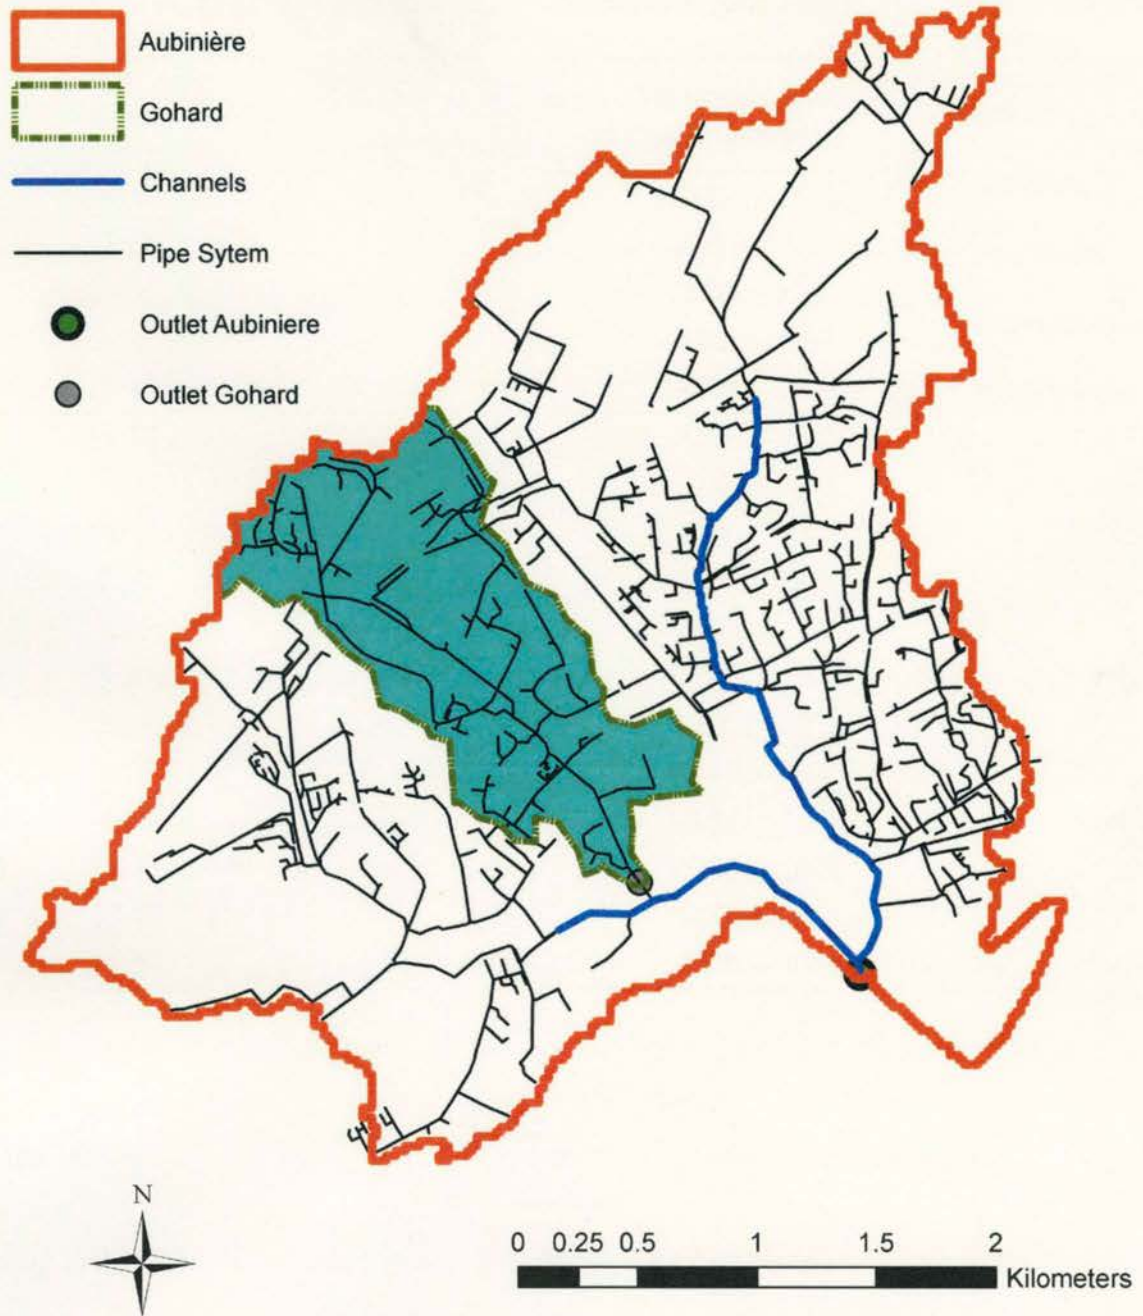 Aubinière
Gohard
Channels
Pipe Sytem
Outlet Aubiniere
Outlet Gohard
N
0 0.25 0.5 1 1.5 2
Kilometers